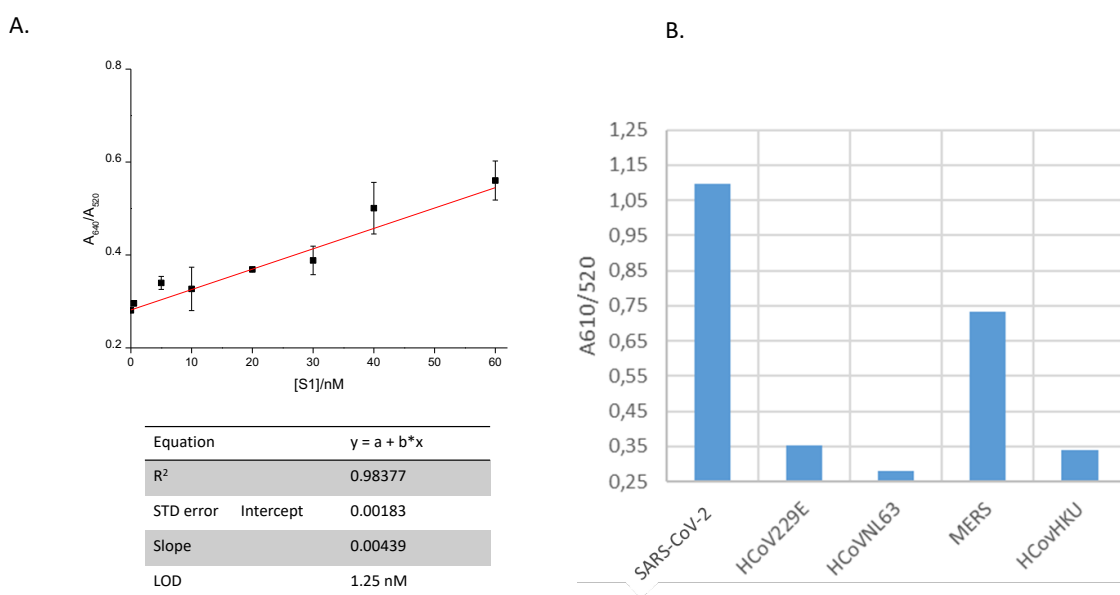 A.
B.
0.8
0.6
0.4
0.2
A640/A520
0 10 20 30 40 50 60
[S1]/nM
Equation y = a + b*x
R2 0.98377
STD error Intercept 0.00183
Slope 0.00439
LOD 1.25 nM
1,25
1,15
1,05
0,95
0,85
0,75
0,65
0,55
0,45
0,35
0,25
A610/520
SARS-CoV-2 HCoV229E HCoVNL63 MERS HCovHKU